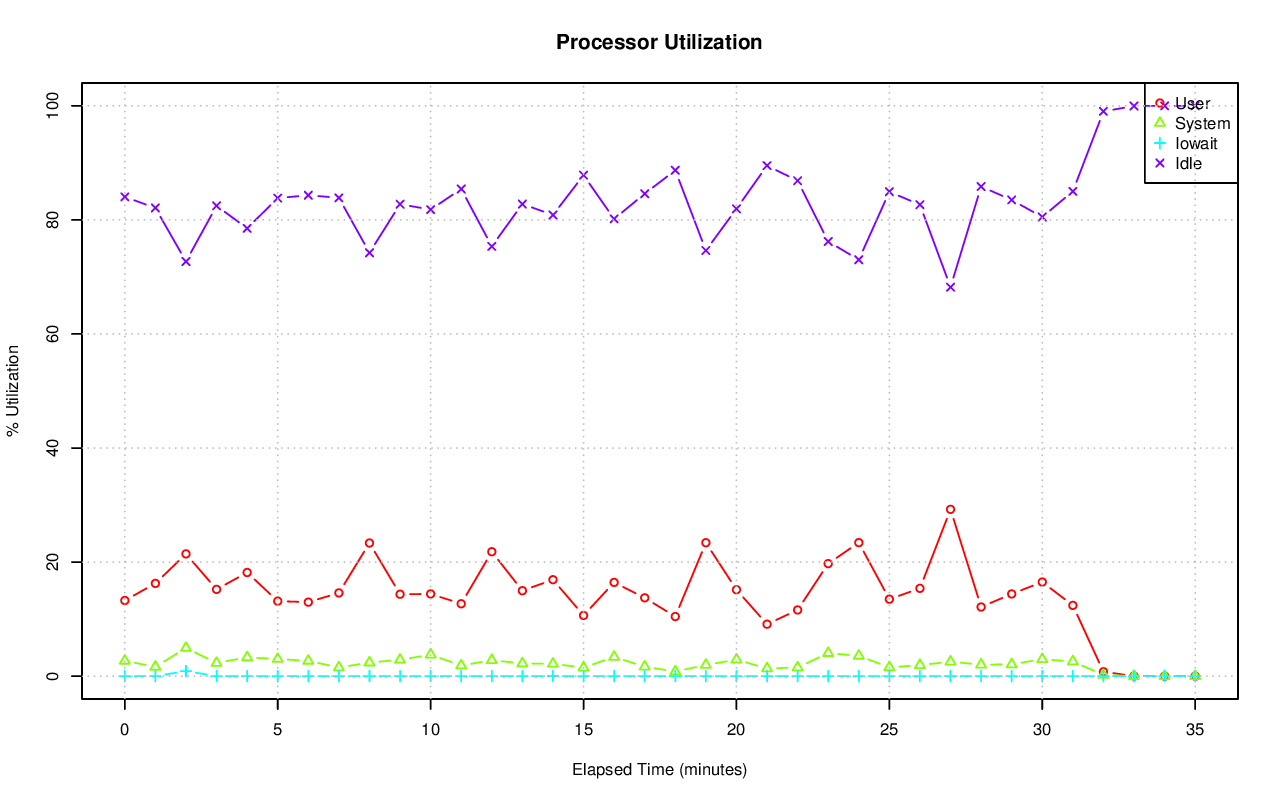 Processor Utilization
100
80
60
40
20
0
% Utilization
User
System
Iowait
Idle
0 5 10 15 20 25 30 35
Elapsed Time (minutes)